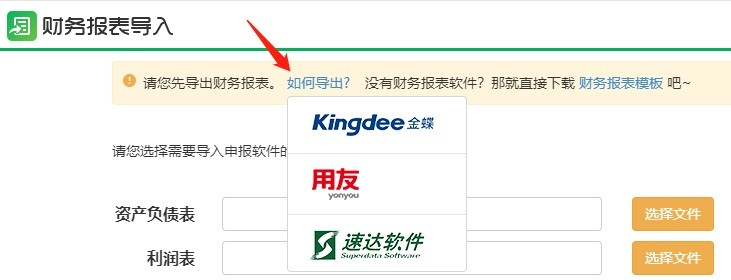 财务报表导入
请您先导出财务报表。 如何导出? 没有财务报表软件? 那就直接下载 财务报表模板 吧~
Kingdee 金蝶
请您选择需要导入申报软件的
用友
yonyou
资产负债表 选择文件
速达软件
Superdata Software
利润表 选择文件